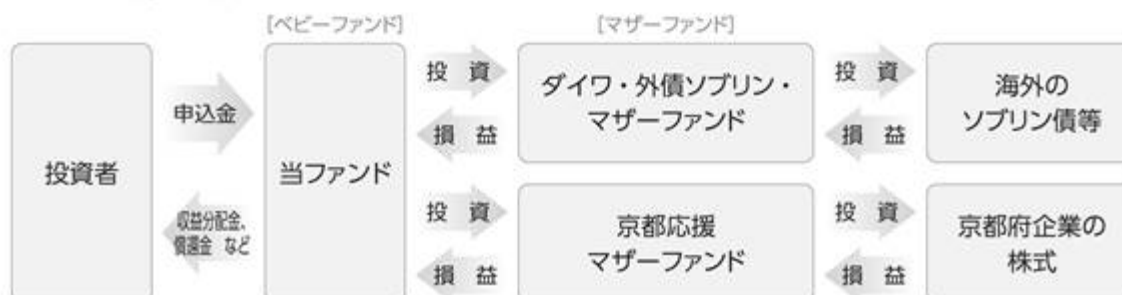 [ベビーファンド]
[マザーファンド]
投資者
申込金
収益分配金、
償還金 など
当ファンド
投 資
損 益
ダイワ・外債ソブリン・
マザーファンド
投 資
損 益
海外の
ソブリン債等
投 資
損 益
京都応援
マザーファンド
投 資
損 益
京都府企業の
株式